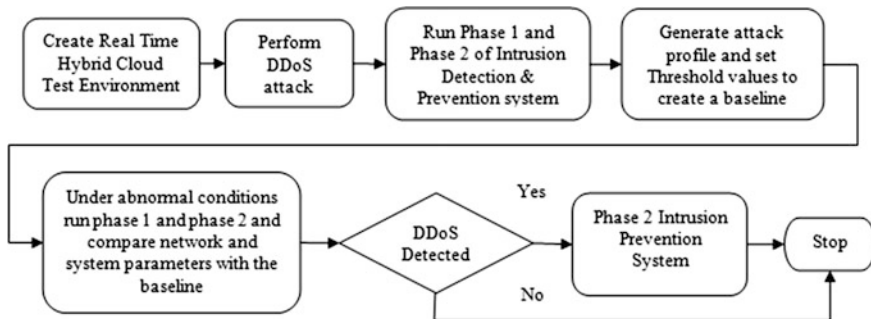 Create Real Time
Hybrid Cloud
Test Environment
Perform
DDoS
attack
Run Phase 1 and
Phase 2 of Intrusion
Detection &
Prevention system
Generate attack
profile and set
Threshold values to
create a baseline
Under abnormal conditions
run phase 1 and phase 2 and
compare network and
system parameters with the
baseline
DDoS
Detected
Yes
No
Phase 2 Intrusion
Prevention
System
Stop